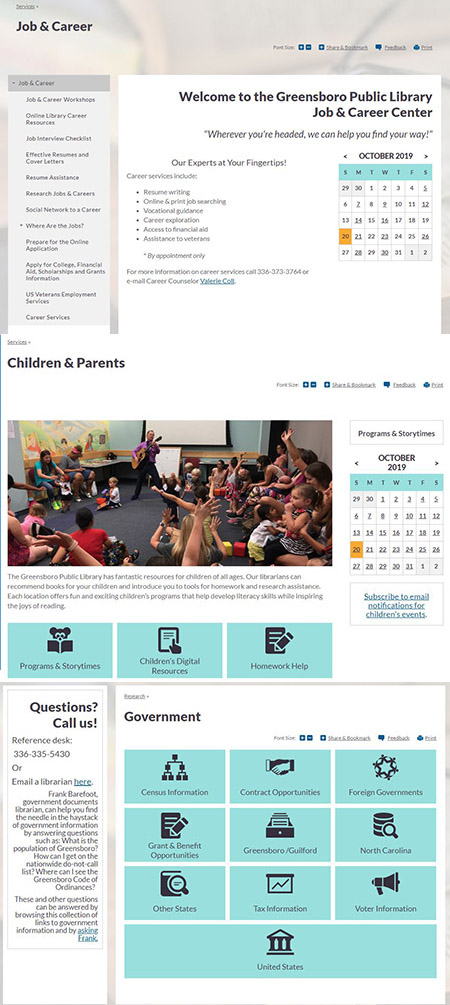 Services »
Job & Career
Font Size: Share & Bookmark Feedback Print
Job & Career
Job & Career Workshops
Online Library Career
Resources
Job Interview Checklist
Effective Resumes and
Cover Letters
Resume Assistance
Research Jobs & Careers
Social Network to a Career
Where Are the Jobs?
Prepare for the Online
Application
Apply for College, Financial
Aid, Scholarships and Grants
Information
US Veterans Employment
Services
Career Services
Welcome to the Greensboro Public Library
Job & Career Center
"Wherever you're headed, we can help you find your way!"
Our Experts at Your Fingertips!
Career services include:
• Resume writing
• Online & print job searching
• Vocational guidance
• Career exploration
• Access to financial aid
• Assistance to veterans
* By appointment only
For more information on career services call 336-373-3764 or
e-mail Career Counselor Valerie Coll.
< OCTOBER 2019 >
S M T W T F S
29 30 1 2 3 4 5
6 7 8 9 10 11 12
13 14 15 16 17 18 19
20 21 22 23 24 25 26
27 28 29 30 31 1 2
Services »
Children & Parents
Font Size: Share & Bookmark Feedback Print
Programs & Storytimes
< OCTOBER >
2019
S M T W T F S
29 30 1 2 3 4 5
6 7 8 9 10 11 12
13 14 15 16 17 18 19
20 21 22 23 24 25 26
27 28 29 30 31 1 2
Subscribe to email
notifications for
children's events.
The Greensboro Public Library has fantastic resources for children of all ages. Our librarians can
recommend books for your children and introduce you to tools for homework and research assistance.
Each location offers fun and exciting children's programs that help develop literacy skills while inspiring
the joys of reading.
Programs & Storytimes
Children's Digital
Resources
Homework Help
Questions?
Call us!
Reference desk:
336-335-5430
Or
Email a librarian here.
Frank Barefoot,
government documents
librarian, can help you find
the needle in the haystack
of government information
by answering questions
such as: What is the
population of Greensboro?
How can I get on the
nationwide do-not-call
list? Where can I see the
Greensboro Code of
Ordinances?
These and other questions
can be answered by
browsing this collection of
links to government
information and by asking
Frank.
Research »
Government
Font Size: Share & Bookmark Feedback Print
Census Information
Contract Opportunities
Foreign Governments
Grant & Benefit
Opportunities
Greensboro /Guilford
North Carolina
Other States
Tax Information
Voter Information
United States